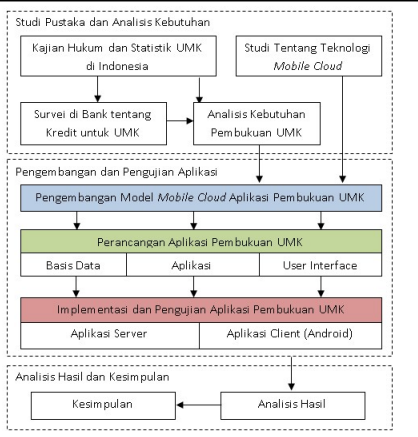 Studi Pustaka dan Analisis Kebutuhan
Kajian Hukum dan Statistik UMK
di Indonesia
Studi Tentang Teknologi
Mobile Cloud
Survei di Bank tentang
Kredit untuk UMK
Analisis Kebutuhan
Pembukuan UMK
Pengembangan dan Pengujian Aplikasi
Pengembangan Model Mobile Cloud Aplikasi Pembukuan UMK
Perancangan Aplikasi Pembukuan UMK
Basis Data
Aplikasi
User Interface
Implementasi dan Pengujian Aplikasi Pembukuan UMK
Aplikasi Server
Aplikasi Client (Android)
Analisis Hasil dan Kesimpulan
Kesimpulan
Analisis Hasil